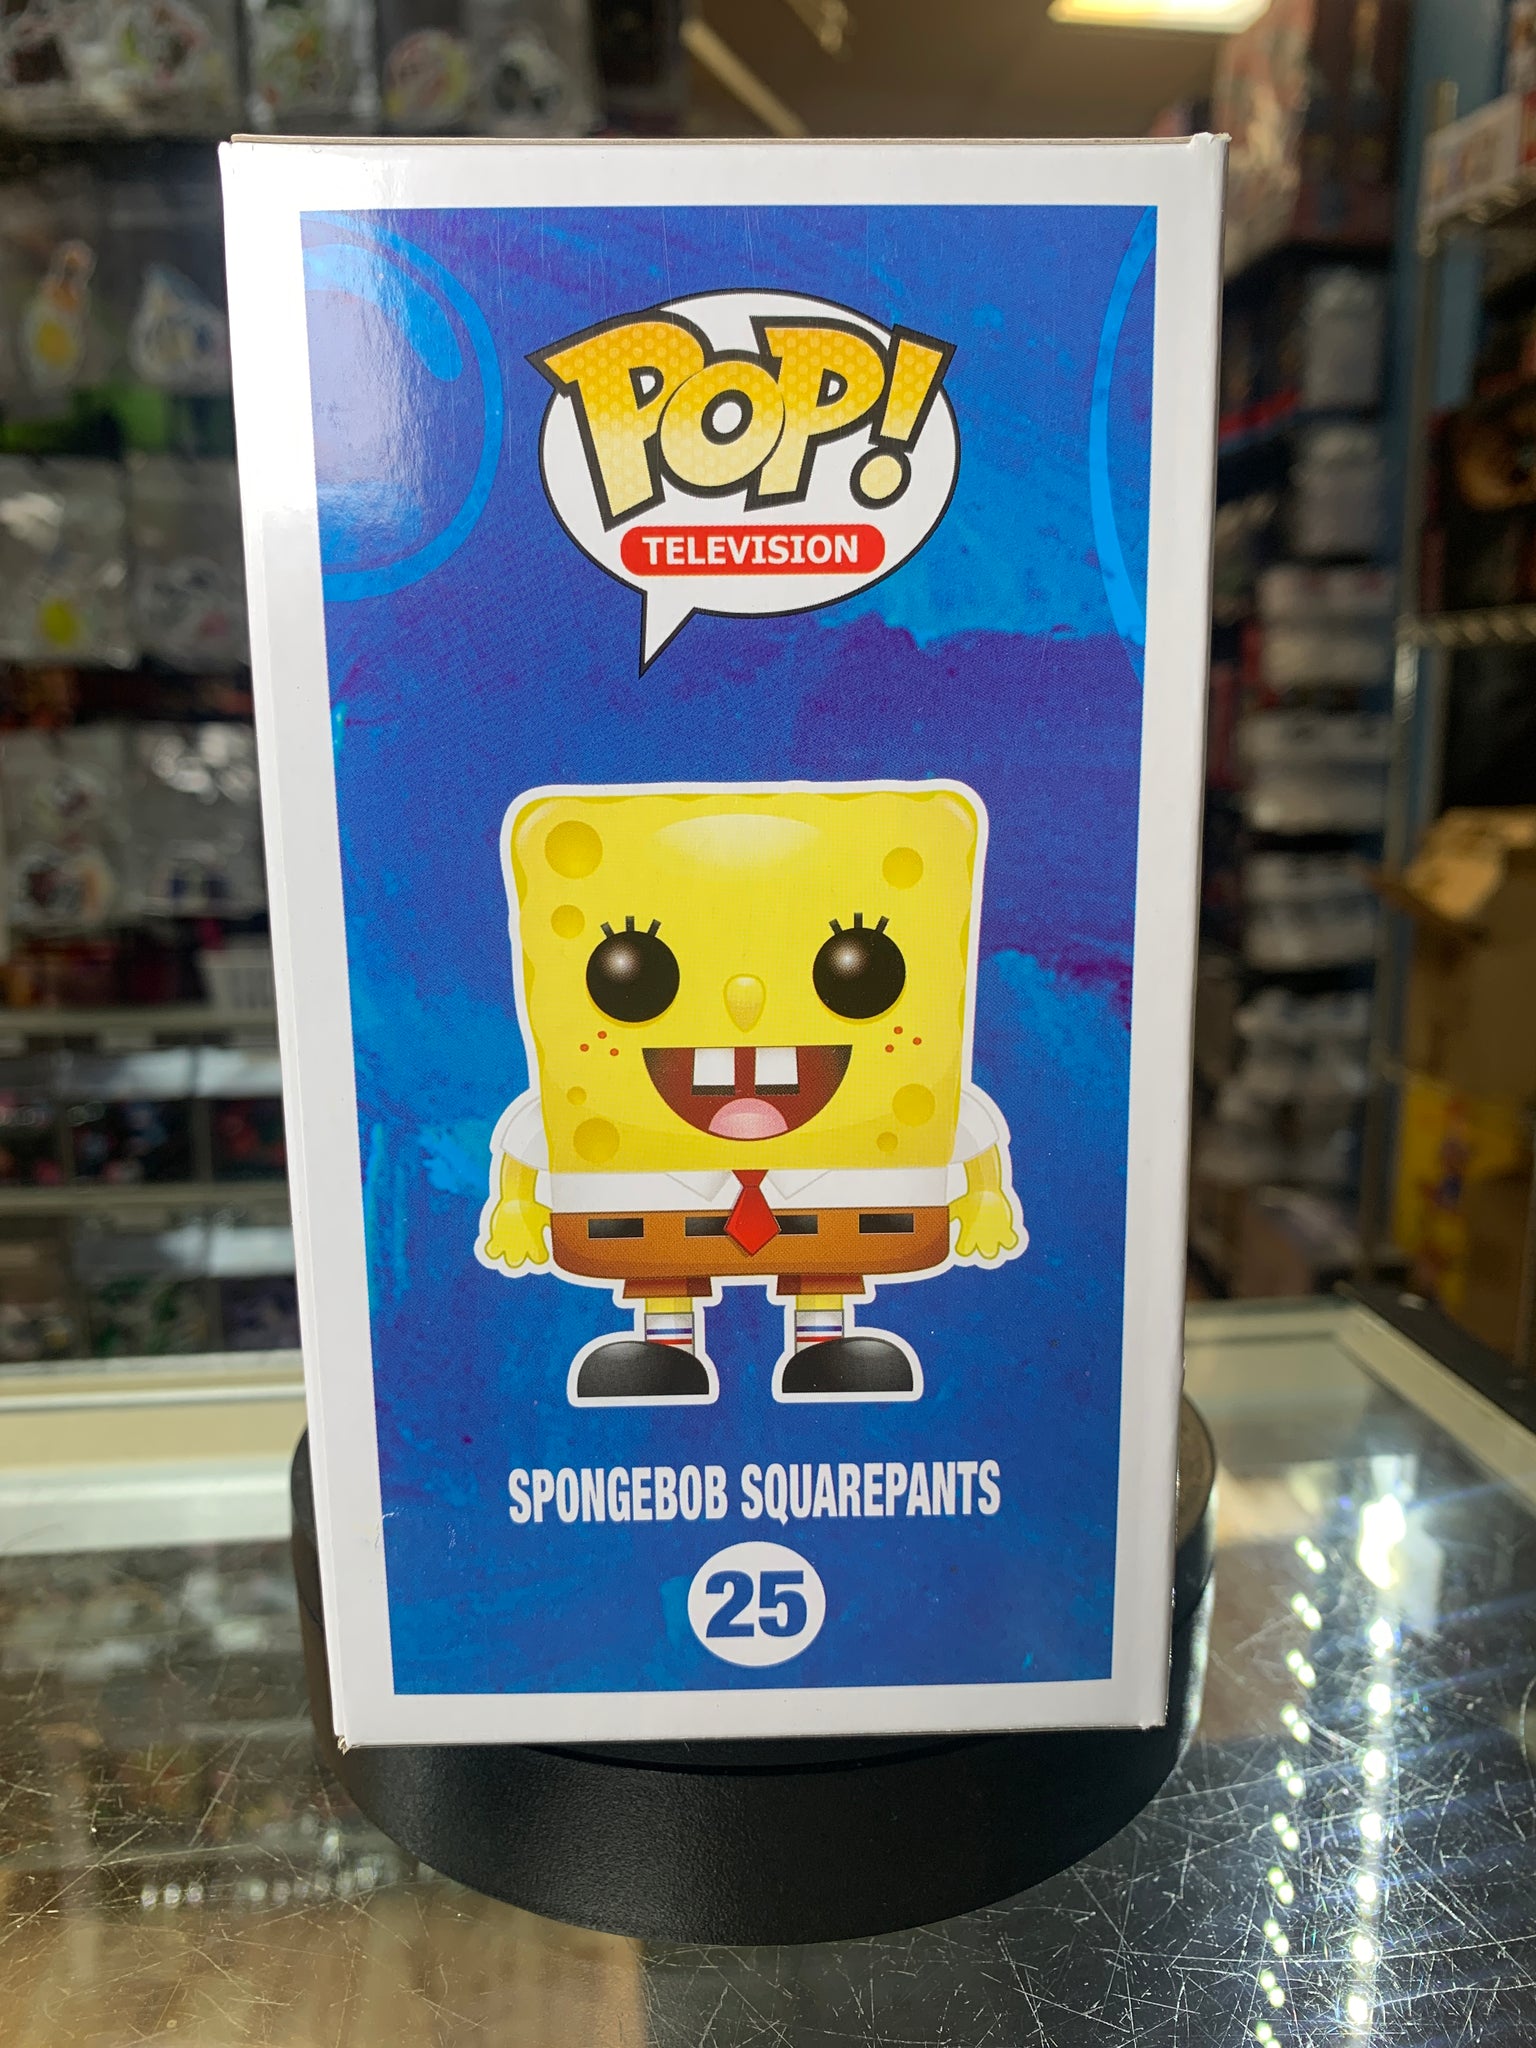 POP!
TELEVISION
SPONGEBOB SQUAREPANTS
25